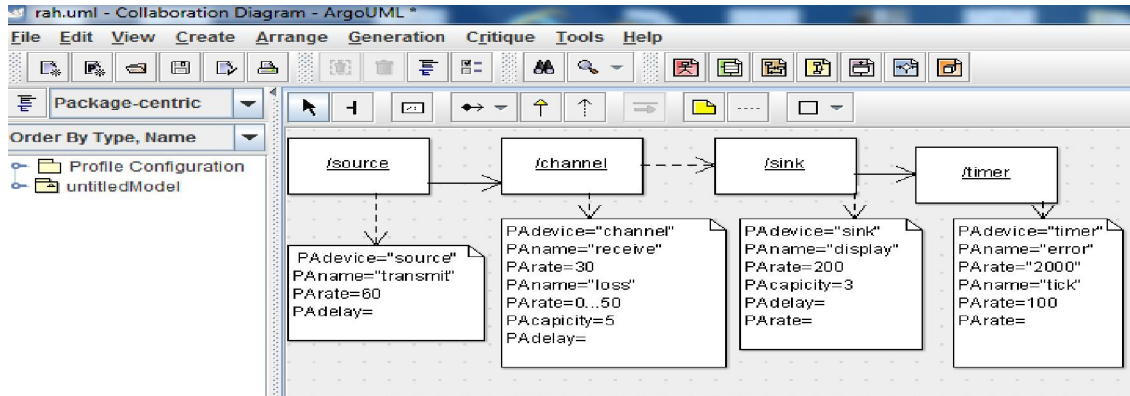 rah.uml - Collaboration Diagram - ArgoUML *
File Edit View Create Arrange Generation Critique Tools Help
Package-centric
Order By Type, Name
Profile Configuration
untitledModel
/source
/channel
/sink
/timer
PAdevice="source"
PAname="transmit"
PArate=60
PAdelay=
PAdevice="channel"
PAname="receive"
PArate=30
PAname="loss"
PArate=0...50
PAcapicity=5
PAdelay=
PAdevice="sink"
PAname="display"
PArate=200
PAcapicity=3
PAdelay=
PArate=
PAdevice="timer"
PAname="error"
PArate="2000"
PAname="tick"
PArate=100
PArate=